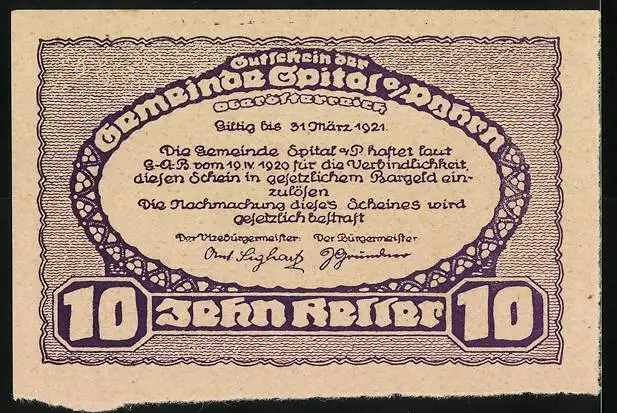 Gutschein der
Gemeinde Spital a/Pyhrn
Oberösterreich
Giltig bis 31 März 1921.
Die Gemeinde Spital a/P haftet laut
G-A-B vom 19 IV. 1920 für die Verbindlichkeit,
diesen Schein in gesetzlichem Bargeld ein-
zulösen
Die Nachmachung dieses Scheines wird
gesetzlich bestraft
Der Vizebürgermeister: Der Bürgermeister
JGründner
10 Zehn Heller 10